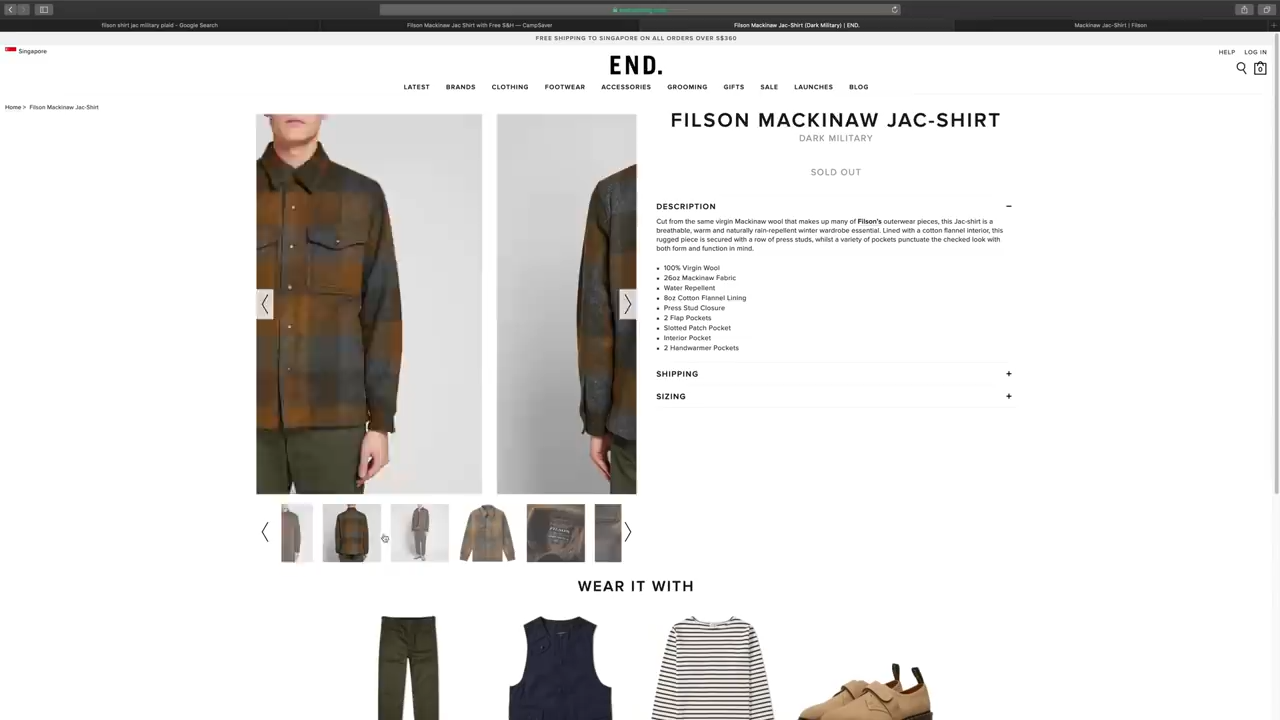 filson shirt jac military plaid - Google Search
Filson Mackinaw Jac Shirt with Free S&H — CampSaver
Filson Mackinaw Jac-Shirt (Dark Military) | END.
Mackinaw Jac-Shirt | Filson
FREE SHIPPING TO SINGAPORE ON ALL ORDERS OVER S$360
Singapore
HELP
LOG IN
END.
0
LATEST
BRANDS
CLOTHING
FOOTWEAR
ACCESSORIES
GROOMING
GIFTS
SALE
LAUNCHES
BLOG
Home > Filson Mackinaw Jac-Shirt
FILSON MACKINAW JAC-SHIRT
DARK MILITARY
SOLD OUT
DESCRIPTION
Cut from the same virgin Mackinaw wool that makes up many of Filson's outerwear pieces, this Jac-shirt is a
breathable, warm and naturally rain-repellent winter wardrobe essential. Lined with a cotton flannel interior, this
rugged piece is secured with a row of press studs, whilst a variety of pockets punctuate the checked look with
both form and function in mind.
100% Virgin Wool
26oz Mackinaw Fabric
Water Repellent
8oz Cotton Flannel Lining
Press Stud Closure
2 Flap Pockets
Slotted Patch Pocket
Interior Pocket
2 Handwarmer Pockets
SHIPPING
SIZING
FILSON
WEAR IT WITH